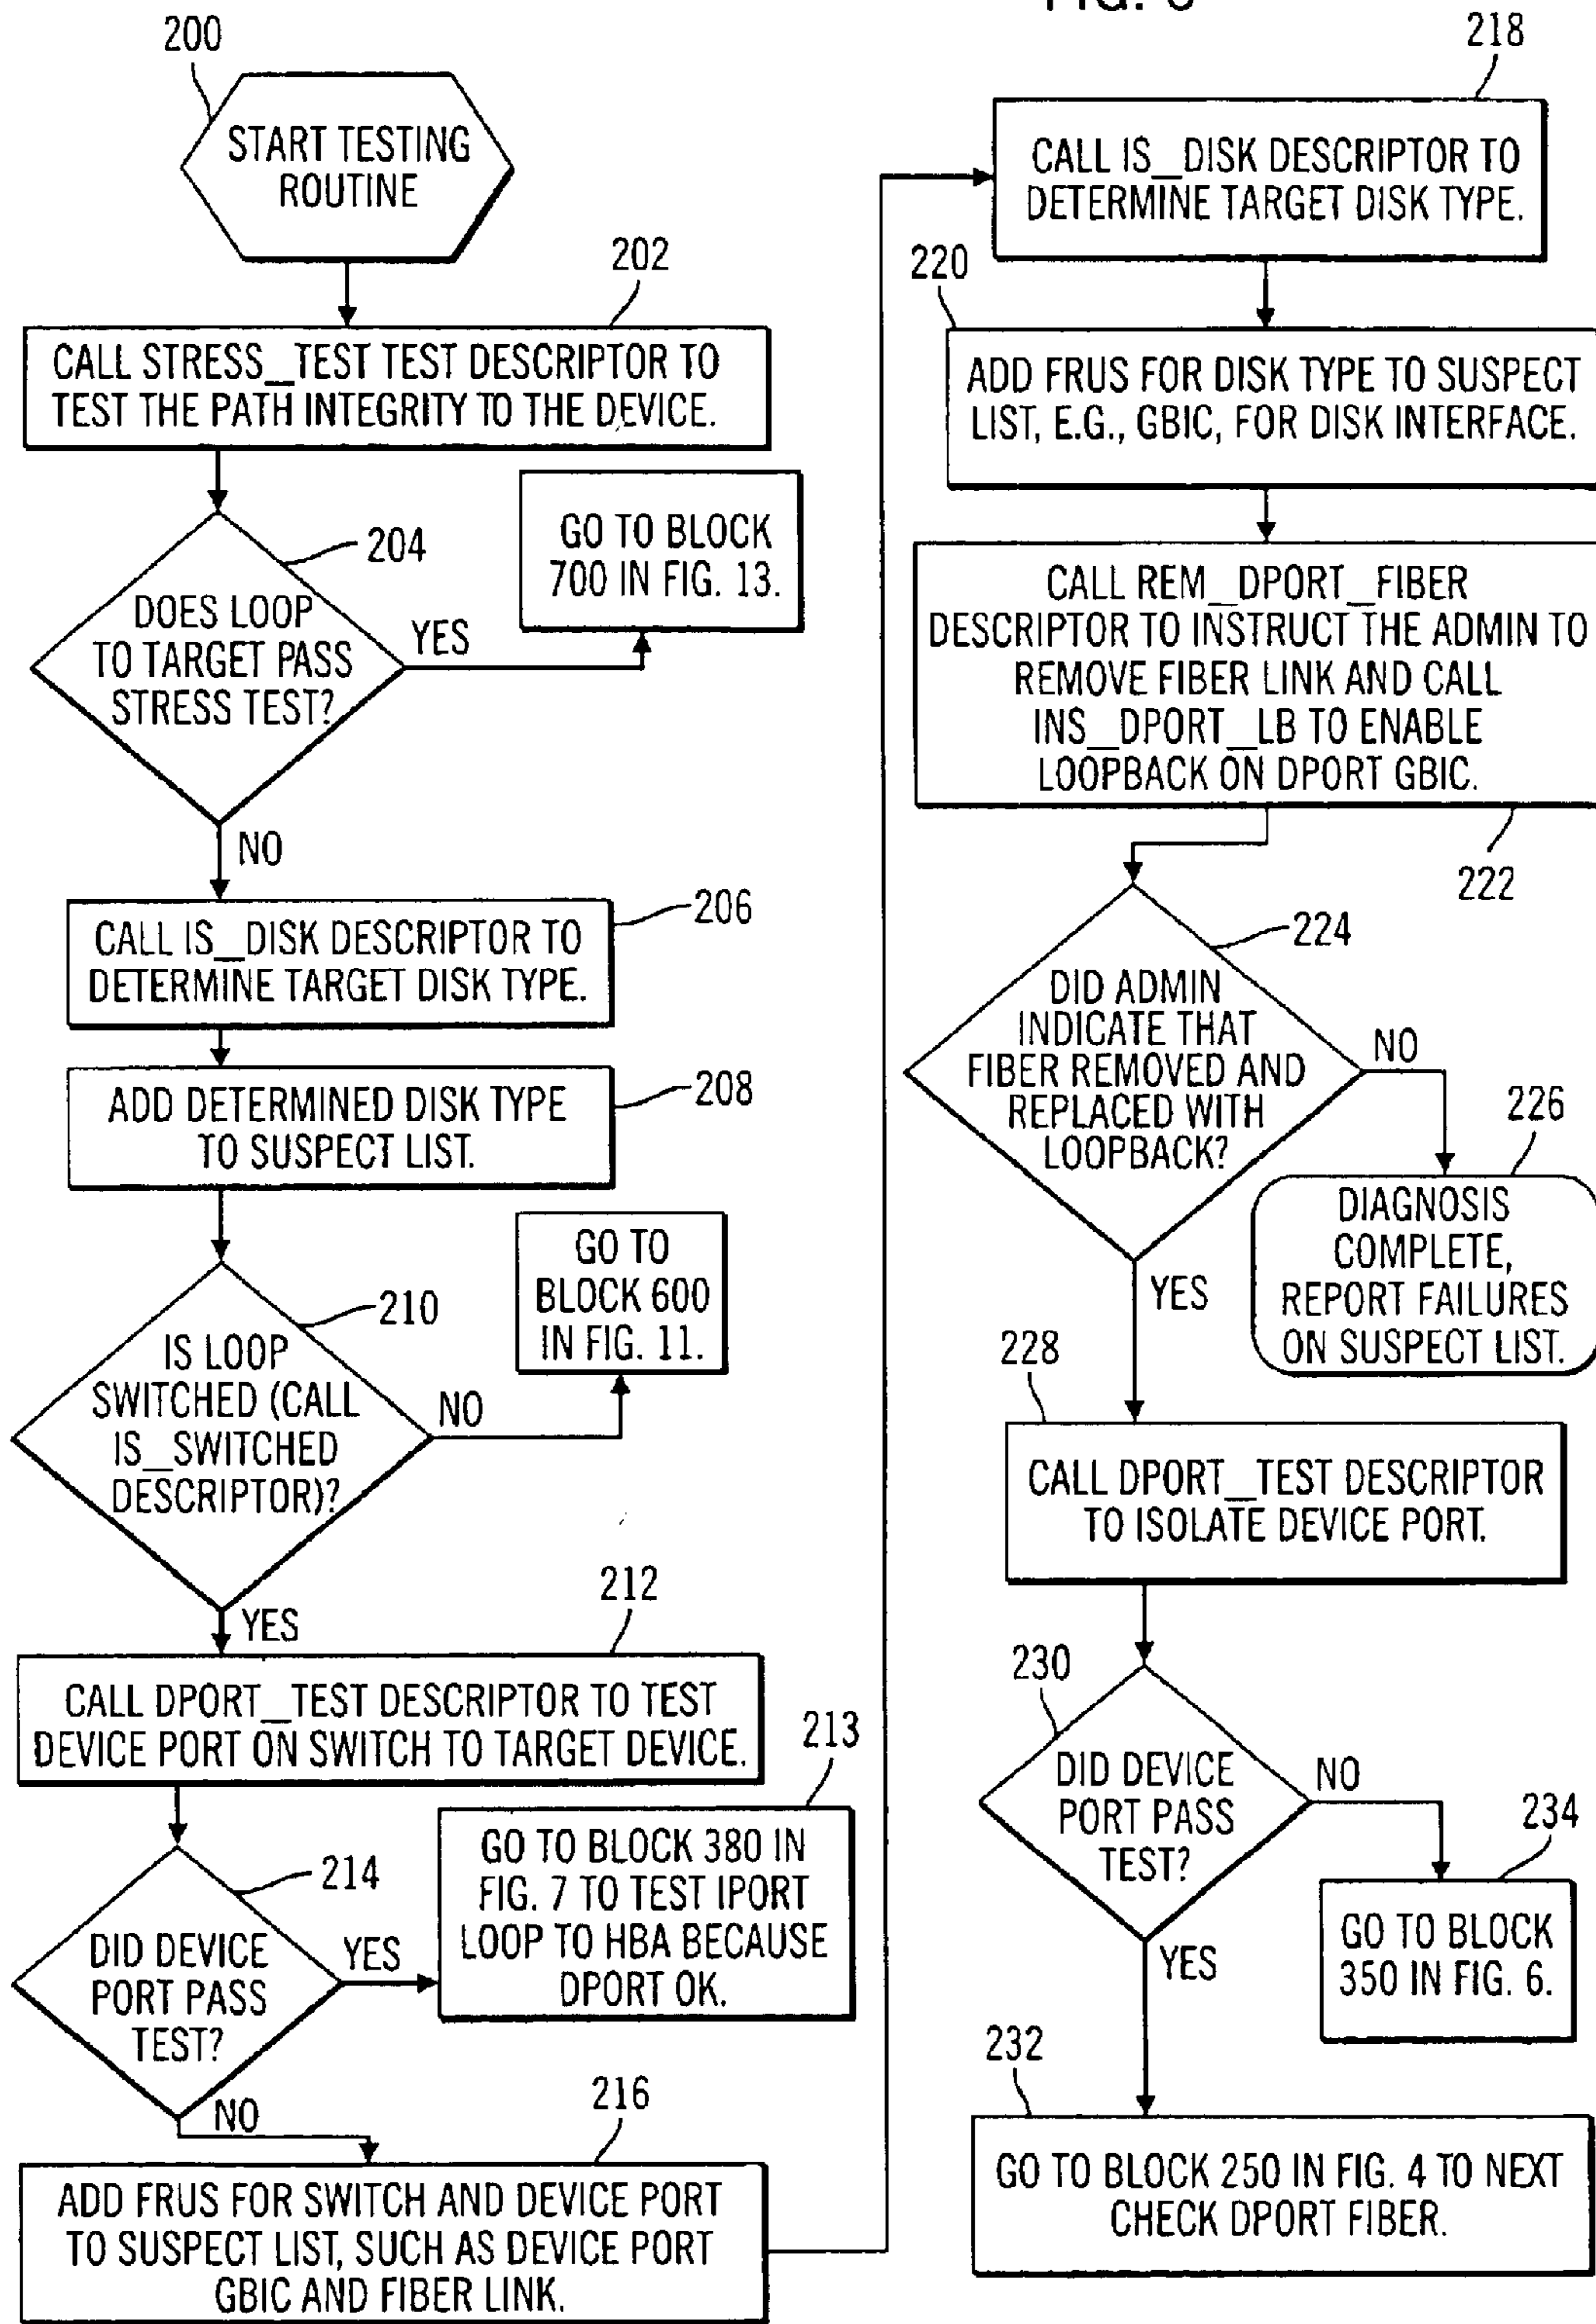 200
START TESTING
ROUTINE
202
CALL STRESS_TEST TEST DESCRIPTOR TO
TEST THE PATH INTEGRITY TO THE DEVICE.
204
DOES LOOP
TO TARGET PASS
STRESS TEST?
YES
GO TO BLOCK
700 IN FIG. 13.
NO
206
CALL IS_DISK DESCRIPTOR TO
DETERMINE TARGET DISK TYPE.
208
ADD DETERMINED DISK TYPE
TO SUSPECT LIST.
210
IS LOOP
SWITCHED (CALL
IS_SWITCHED
DESCRIPTOR)?
NO
GO TO
BLOCK 600
IN FIG. 11.
YES
212
CALL DPORT_TEST DESCRIPTOR TO TEST
DEVICE PORT ON SWITCH TO TARGET DEVICE.
213
214
DID DEVICE
PORT PASS
TEST?
YES
GO TO BLOCK 380 IN
FIG. 7 TO TEST IPORT
LOOP TO HBA BECAUSE
DPORT OK.
NO
216
ADD FRUS FOR SWITCH AND DEVICE PORT
TO SUSPECT LIST, SUCH AS DEVICE PORT
GBIC AND FIBER LINK.
218
CALL IS_DISK DESCRIPTOR TO
DETERMINE TARGET DISK TYPE.
220
ADD FRUS FOR DISK TYPE TO SUSPECT
LIST, E.G., GBIC, FOR DISK INTERFACE.
CALL REM_DPORT_FIBER
DESCRIPTOR TO INSTRUCT THE ADMIN TO
REMOVE FIBER LINK AND CALL
INS_DPORT_LB TO ENABLE
LOOPBACK ON DPORT GBIC.
222
224
DID ADMIN
INDICATE THAT
FIBER REMOVED AND
REPLACED WITH
LOOPBACK?
NO
226
DIAGNOSIS
COMPLETE,
REPORT FAILURES
ON SUSPECT LIST.
YES
228
CALL DPORT_TEST DESCRIPTOR
TO ISOLATE DEVICE PORT.
230
DID DEVICE
PORT PASS
TEST?
NO
234
GO TO BLOCK
350 IN FIG. 6.
YES
232
GO TO BLOCK 250 IN FIG. 4 TO NEXT
CHECK DPORT FIBER.